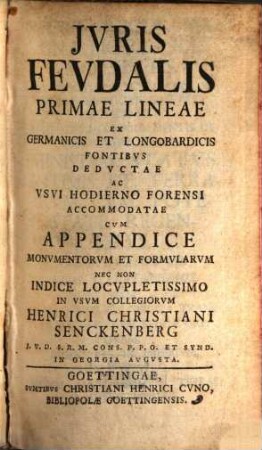 JVRIS
FEVDALIS
PRIMAE LINEAE
EX
GERMANICIS ET LONGOBARDICIS
FONTIBVS
DEDVCTAE
AC
VSVI HODIERNO FORENSI
ACCOMMODATAE
CVM
APPENDICE
MONVMENTORVM ET FORMVLARVM
NEC NON
INDICE LOCVPLETISSIMO
IN VSVM COLLEGIORVM
HENRICI CHRISTIANI
SENCKENBERG
J. V. D. S. R. M. CONS. P. P. O. ET SYND.
IN GEORGIA AVGVSTA.
GOETTINGAE,
SVMTIBVS CHRISTIANI HENRICI CVNO,
BIBLIOPOLÆ GOETTINGENSIS.